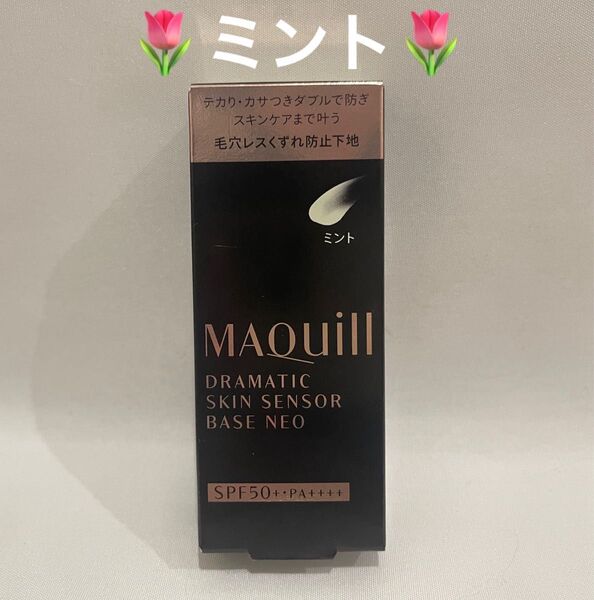 🌷ミント🌷
テカリ・カサつきダブルで防ぎ
スキンケアまで叶う
毛穴レスくずれ防止下地
ミント
MAQuill
DRAMATIC
SKIN SENSOR
BASE NEO
SPF50+・PA++++